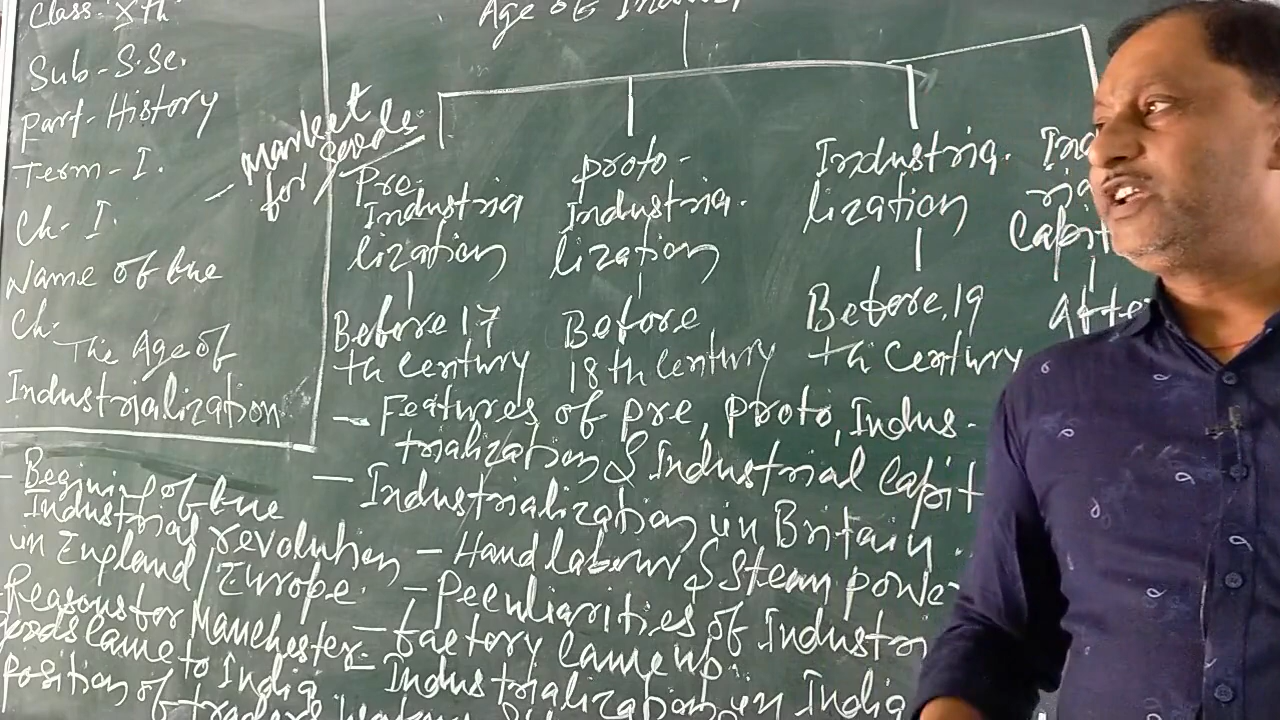 Class- Xth
Sub- S.Sc.
Part- History
Term- I.
Ch- I.
Name of the
Ch-
The Age of
Industrialization
Age of
- Market
for goods.
Pre-
Industria
lization
Before 17
th Century
Proto-
Industria-
lization
Before
18th Century
Industria-
lization
Before 19
th Century
- Features of pre, proto, Indus-
trialization & Industrial Capit
- Industrialization in Britain.
- Hand labour & Steam power
- Peculiarities of Industri
- factory came up.
- Industrialization in India
- Begining of the
Industrial revolution
in England/Europe.
- Reasons for Manchester
goods came to India
Position of
traders